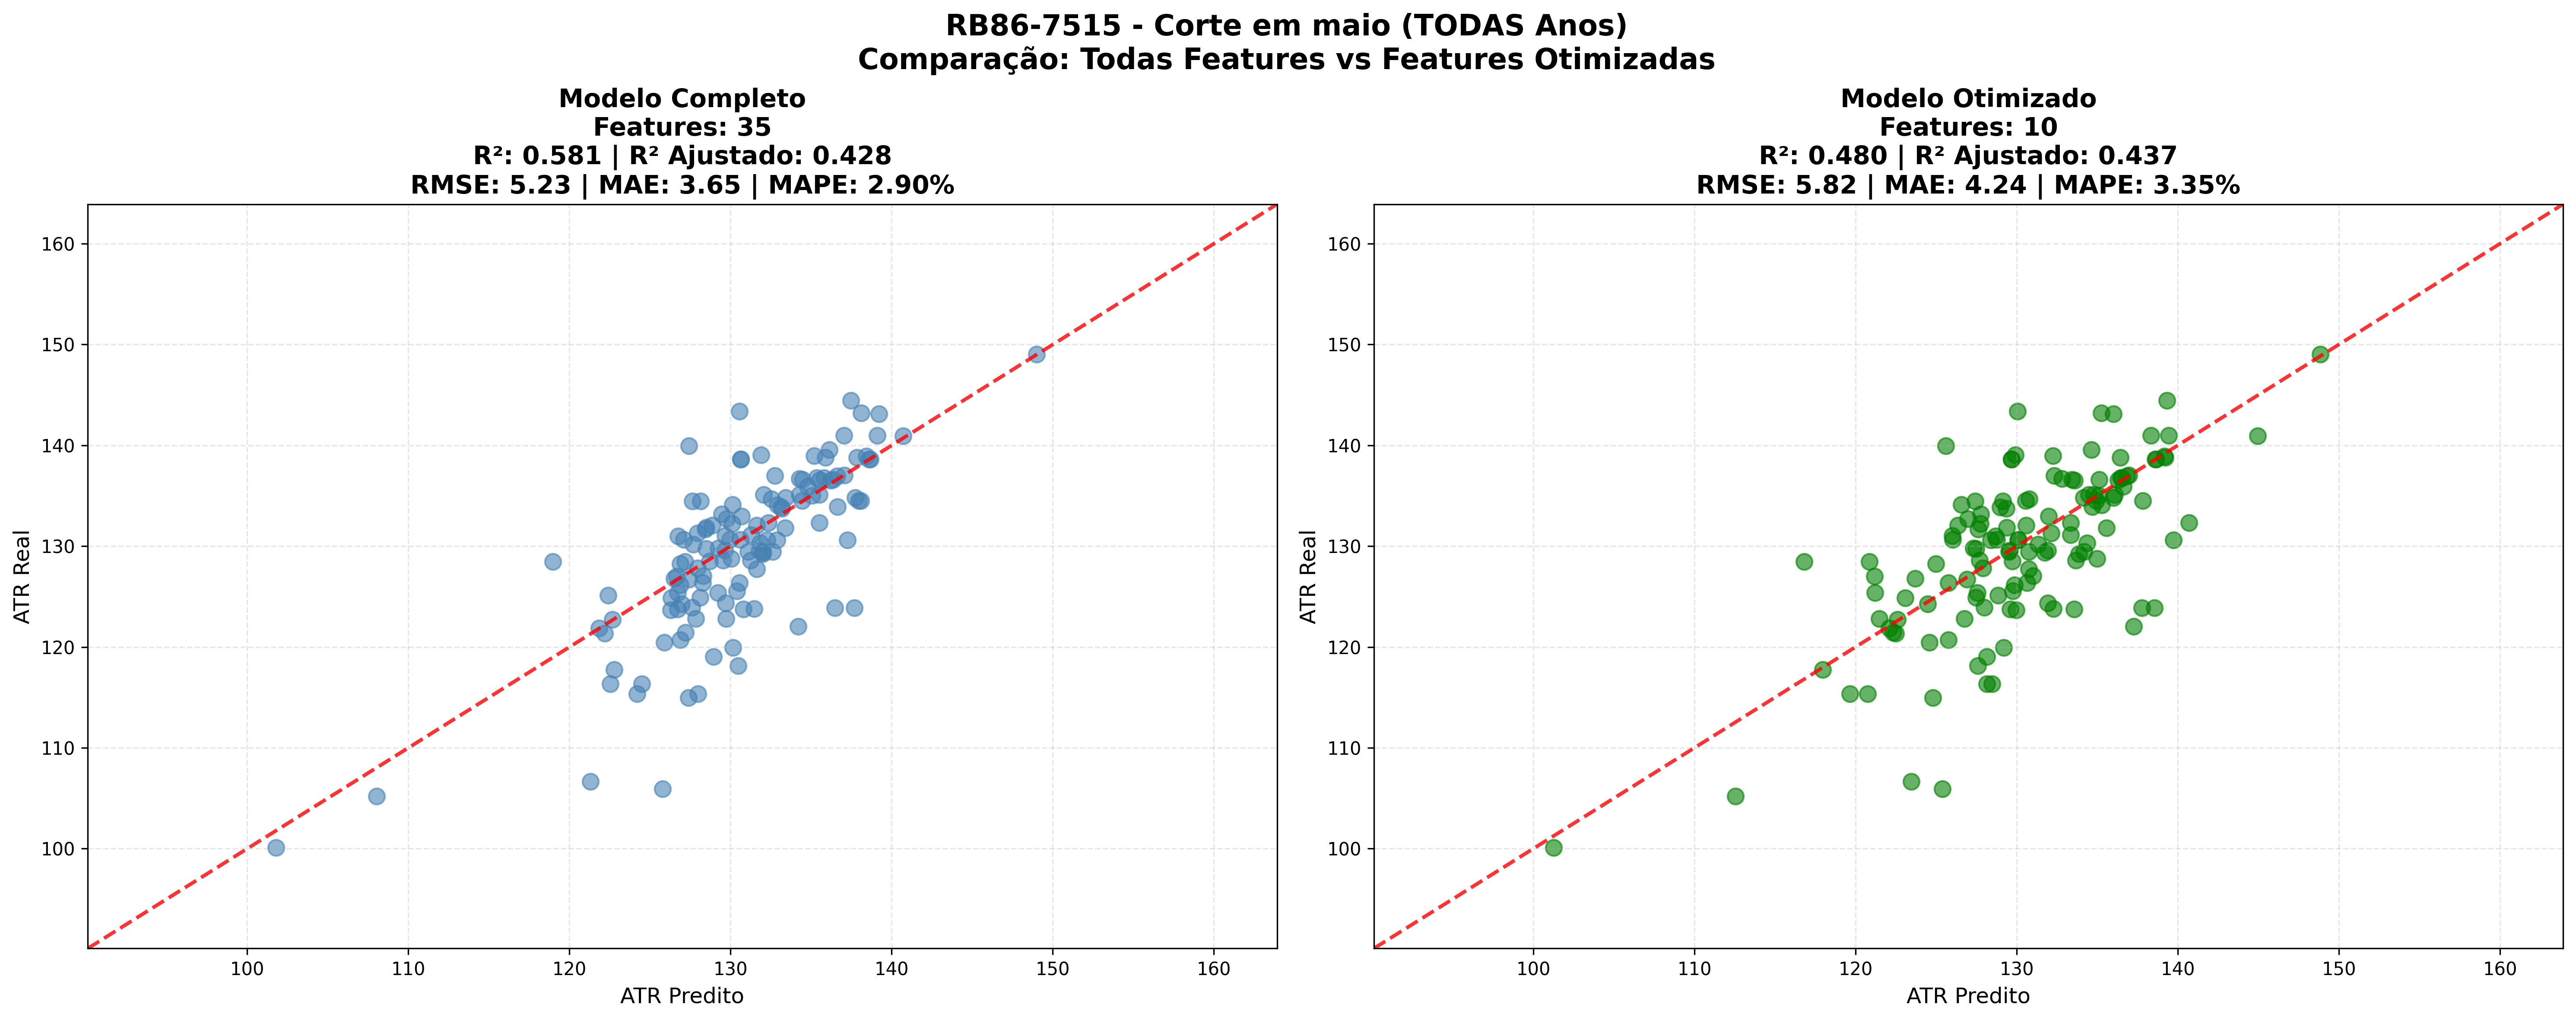 RB86-7515 - Corte em maio (TODAS Anos)
Comparação: Todas Features vs Features Otimizadas
Modelo Completo
Features: 35
R²: 0.581 | R² Ajustado: 0.428
RMSE: 5.23 | MAE: 3.65 | MAPE: 2.90%
160
150
140
130
120
110
100
ATR Real
100 110 120 130 140 150 160
ATR Predito
Modelo Otimizado
Features: 10
R²: 0.480 | R² Ajustado: 0.437
RMSE: 5.82 | MAE: 4.24 | MAPE: 3.35%
160
150
140
130
120
110
100
ATR Real
100 110 120 130 140 150 160
ATR Predito